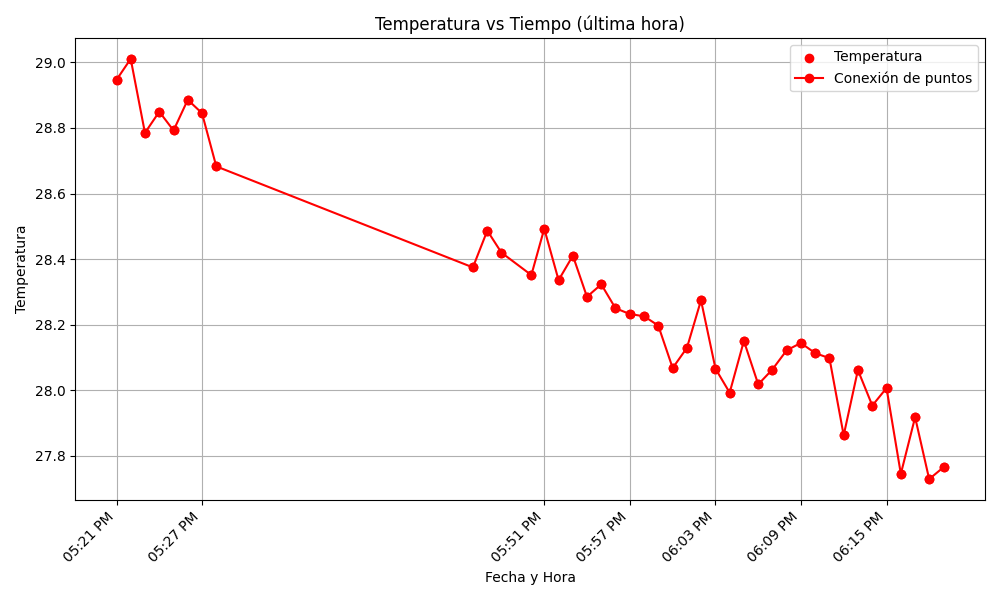 Temperatura vs Tiempo (última hora)
Temperatura
Conexión de puntos
Temperatura
29.0
28.8
28.6
28.4
28.2
28.0
27.8
05:21 PM
05:27 PM
05:51 PM
05:57 PM
06:03 PM
06:09 PM
06:15 PM
Fecha y Hora